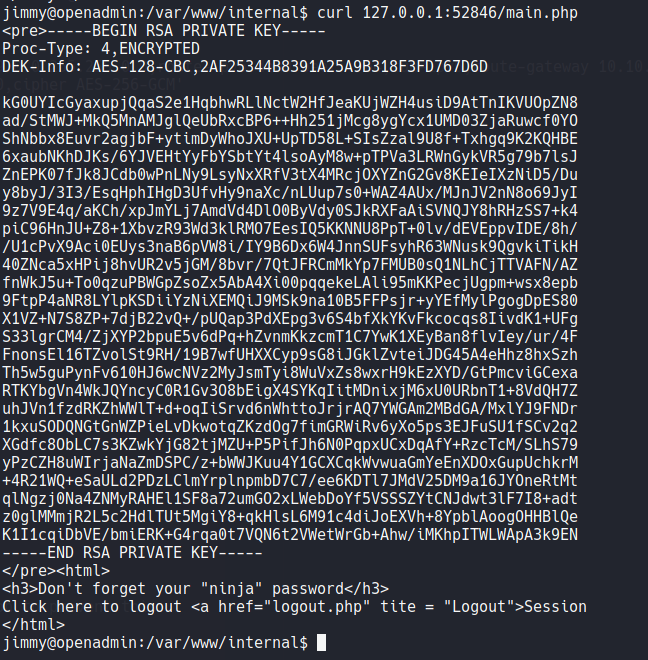 jimmy@openadmin:/var/www/internal$ curl 127.0.0.1:52846/main.php
<pre>-----BEGIN RSA PRIVATE KEY-----
Proc-Type: 4,ENCRYPTED
DEK-Info: AES-128-CBC,2AF25344B8391A25A9B318F3FD767D6D

kG0UYIcGyaxupjQqaS2e1HqbhwRLlNctW2HfJeaKUjWZH4usiD9AtTnIKVUOpZN8
ad/StMWJ+MkQ5MnAMJglQeUbRxcBP6++Hh251jMcg8ygYcx1UMD03ZjaRuwcf0YO
ShNbbx8Euvr2agjbF+ytimDyWhoJXU+UpTD58L+SIsZzal9U8f+Txhgq9K2KQHBE
6xaubNKhDJKs/6YJVEHtYyFbYSbtYt4lsoAyM8w+pTPVa3LRWnGykVR5g79b7lsJ
ZnEPK07fJk8JCdb0wPnLNy9LsyNxXRfV3tX4MRcjOXYZnG2Gv8KEIeIXzNiD5/Du
y8byJ/3I3/EsqHphIHgD3UfvHy9naXc/nLUup7s0+WAZ4AUx/MJnJV2nN8o69JyI
9z7V9E4q/aKCh/xpJmYLj7AmdVd4DlO0ByVdy0SJkRXFaAiSVNQJY8hRHzSS7+k4
piC96HnJU+Z8+1XbvzR93Wd3klRMO7EesIQ5KKNNU8PpT+0lv/dEVEppvIDE/8h/
/U1cPvX9Aci0EUys3naB6pVW8i/IY9B6Dx6W4JnnSUFsyhR63WNusk9QgvkiTikH
40ZNca5xHPij8hvUR2v5jGM/8bvr/7QtJFRCmMkYp7FMUB0sQ1NLhCjTTVAFN/AZ
fnWkJ5u+To0qzuPBWGpZsoZx5AbA4Xi00pqqekeLAli95mKKPecjUgpm+wsx8epb
9FtpP4aNR8LYlpKSDiiYzNiXEMQiJ9MSk9na10B5FFPsjr+yYEfMylPgogDpES80
X1VZ+N7S8ZP+7djB22vQ+/pUQap3PdXEpg3v6S4bfXkYKvFkcocqs8IivdK1+UFg
S33lgrCM4/ZjXYP2bpuE5v6dPq+hZvnmKkzcmT1C7YwK1XEyBan8flvIey/ur/4F
FnonsEl16TZvolSt9RH/19B7wfUHXXCyp9sG8iJGklZvteiJDG45A4eHhz8hxSzh
Th5w5guPynFv610HJ6wcNVz2MyJsmTyi8WuVxZs8wxrH9kEzXYD/GtPmcviGCexa
RTKYbgVn4WkJQYncyC0R1Gv3O8bEigX4SYKqIitMDnixjM6xU0URbnT1+8VdQH7Z
uhJVn1fzdRKZhWWlT+d+oqIiSrvd6nWhttoJrjrAQ7YWGAm2MBdGA/MxlYJ9FNDr
1kxuSODQNGtGnWZPieLvDkwotqZKzdOg7fimGRWiRv6yXo5ps3EJFuSU1fSCv2q2
XGdfc8ObLC7s3KZwkYjG82tjMZU+P5PifJh6N0PqpxUCxDqAfY+RzcTcM/SLhS79
yPzCZH8uWIrjaNaZmDSPC/z+bWWJKuu4Y1GCXCqkWvwuaGmYeEnXDOxGupUchkrM
+4R21WQ+eSaULd2PDzLClmYrplnpmbD7C7/ee6KDTl7JMdV25DM9a16JYOneRtMt
qlNgzj0Na4ZNMyRAHEl1SF8a72umGO2xLWebDoYf5VSSSZYtCNJdwt3lF7I8+adt
z0glMMmjR2L5c2HdlTUt5MgiY8+qkHlsL6M91c4diJoEXVh+8YpblAoogOHHBlQe
K1I1cqiDbVE/bmiERK+G4rqa0t7VQN6t2VWetWrGb+Ahw/iMKhpITWLWApA3k9EN
-----END RSA PRIVATE KEY-----
</pre><html>
<h3>Don't forget your "ninja" password</h3>
Click here to logout <a href="logout.php" tite = "Logout">Session
</html>
jimmy@openadmin:/var/www/internal$